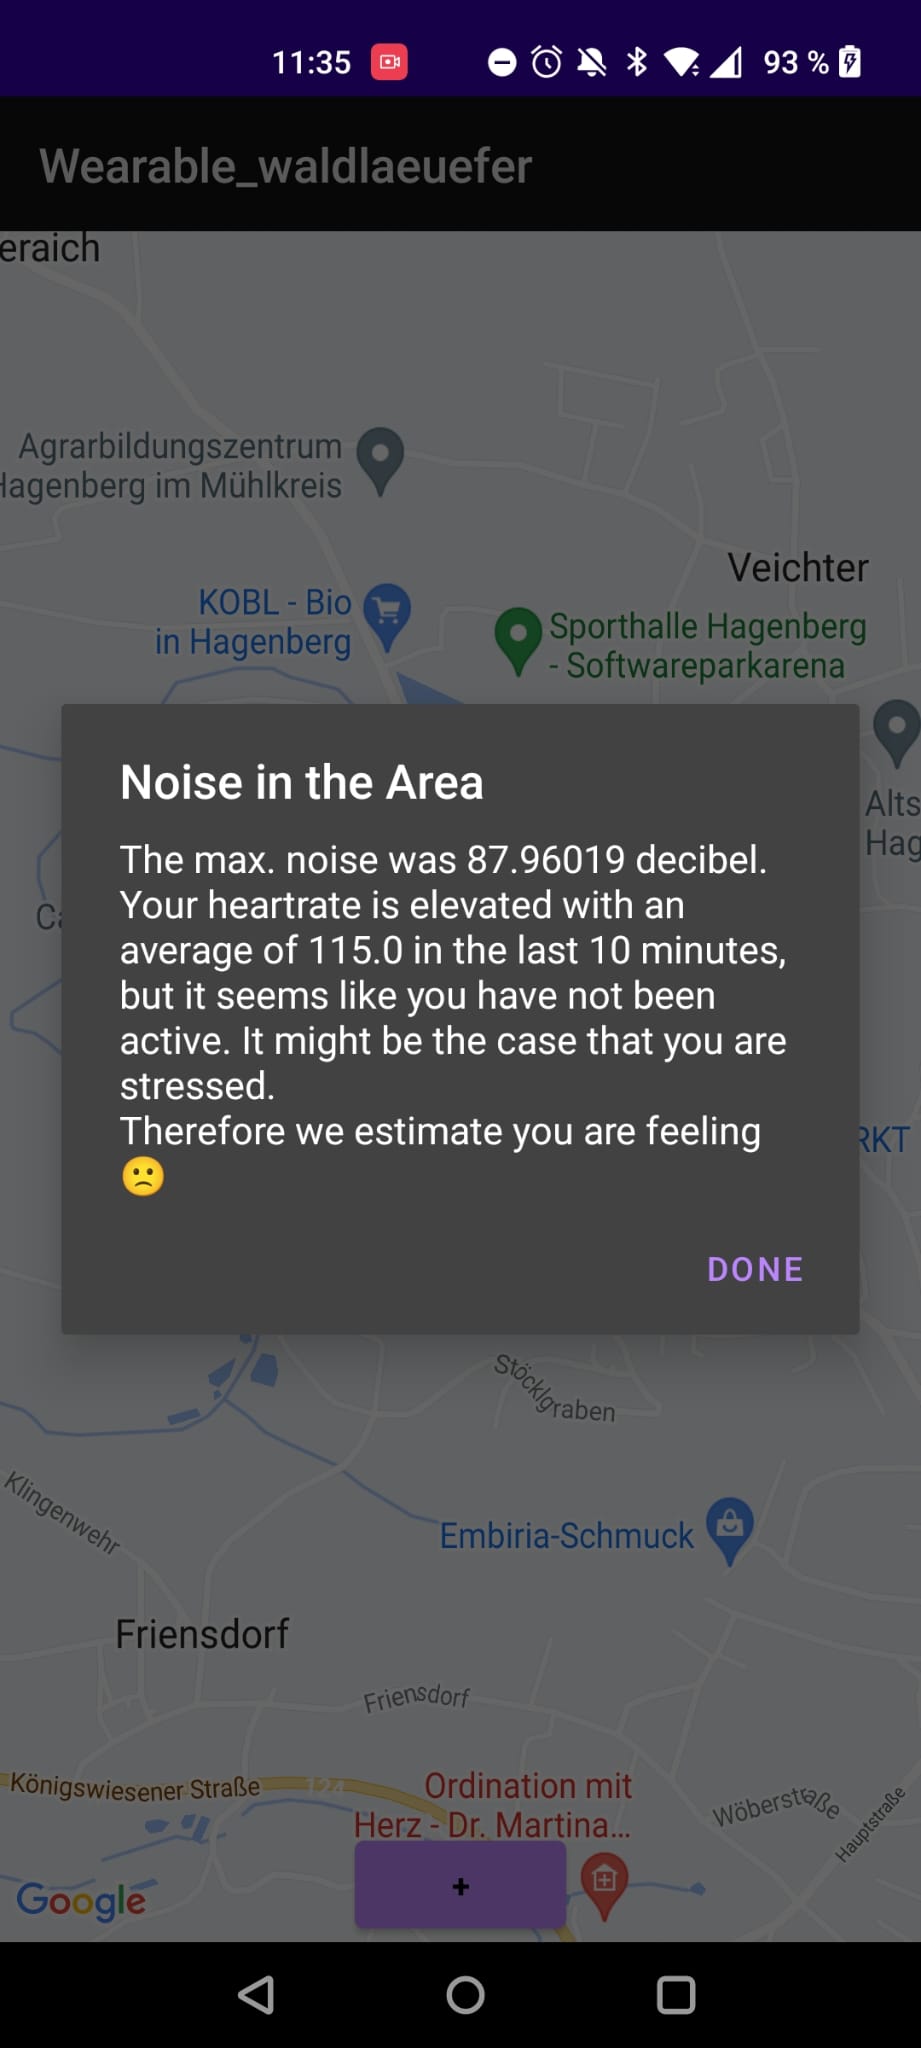 11:35
93 %
Wearable_waldlaeuefer
eraich
Agrarbildungszentrum
Hagenberg im Mühlkreis
Veichter
KOBL - Bio
in Hagenberg
Sporthalle Hagenberg
- Softwareparkarena
Alts
Hag
Noise in the Area
The max. noise was 87.96019 decibel.
Your heartrate is elevated with an
average of 115.0 in the last 10 minutes,
but it seems like you have not been
active. It might be the case that you are
stressed.
Therefore we estimate you are feeling
🙁
RKT
DONE
Stöcklgraben
Klingenwehr
Embiria-Schmuck
Friensdorf
Friensdorf
Königswiesener Straße
124
Ordination mit
Herz - Dr. Martina...
Wöberstraße
Hauptstraße
+
Google